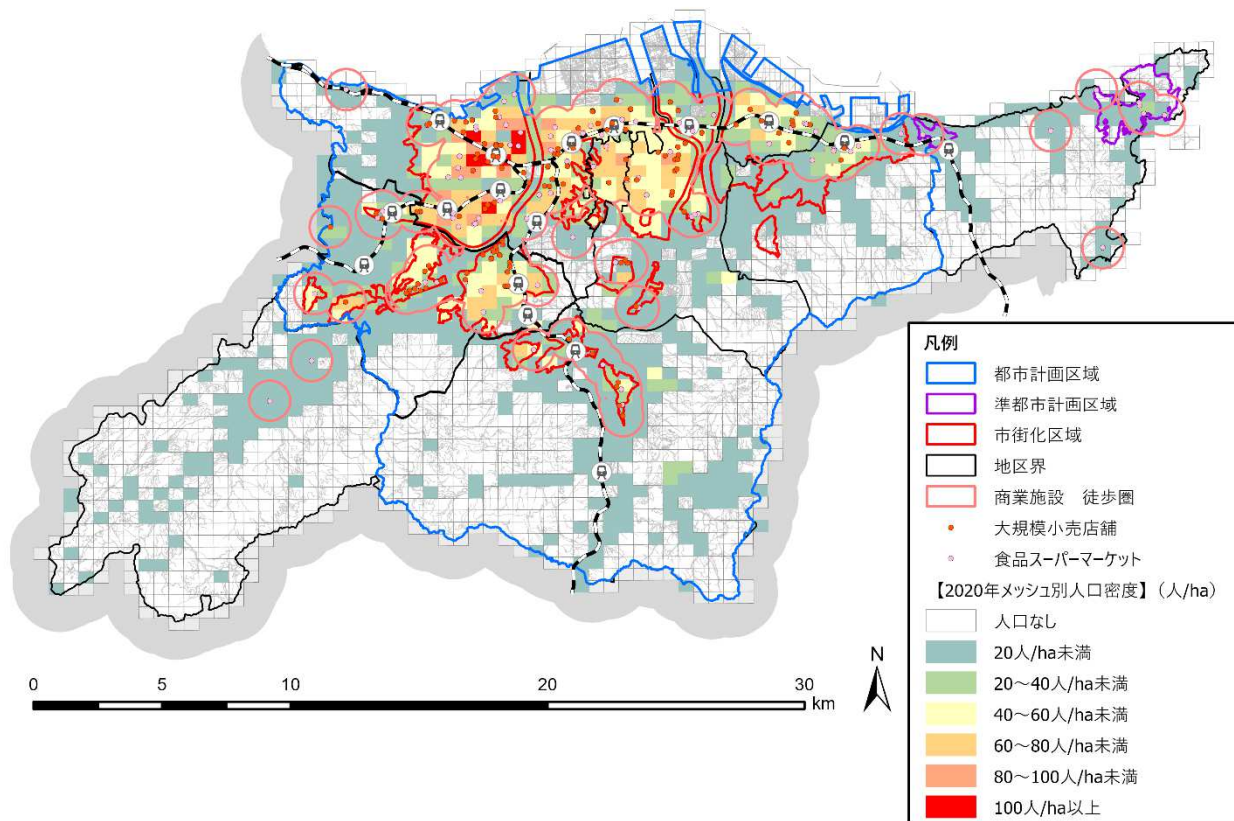 N
0 5 10 20 30
km
凡例
都市計画区域
準都市計画区域
市街化区域
地区界
商業施設 徒歩圏
大規模小売店舗
食品スーパーマーケット
【2020年メッシュ別人口密度】(人/ha)
人口なし
20人/ha未満
20~40人/ha未満
40~60人/ha未満
60~80人/ha未満
80~100人/ha未満
100人/ha以上